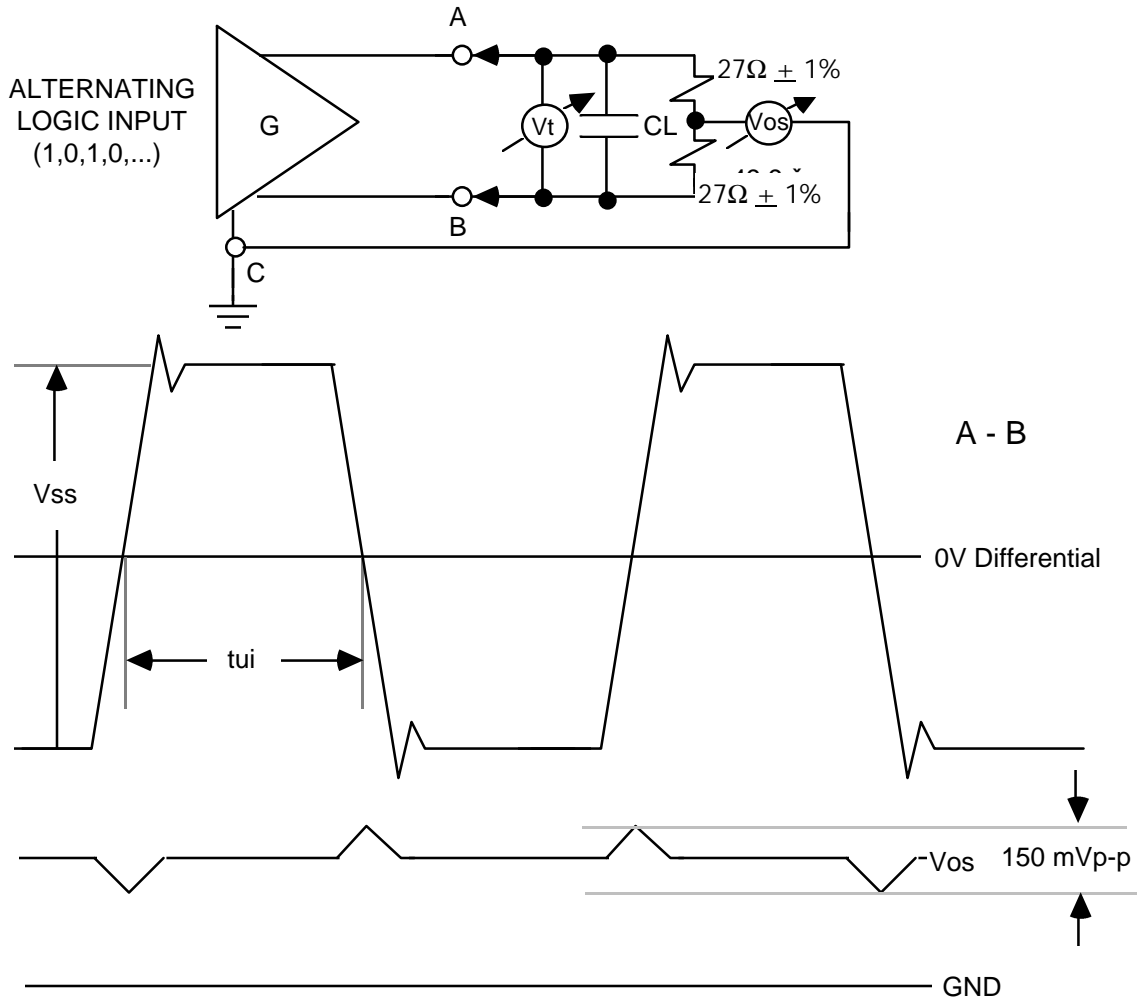 A
27Ω ± 1%
ALTERNATING
LOGIC INPUT
(1,0,1,0,...)
G
Vt
CL
Vos
27Ω ± 1%
B
C
A - B
Vss
0V Differential
tui
Vos
150 mVp-p
GND